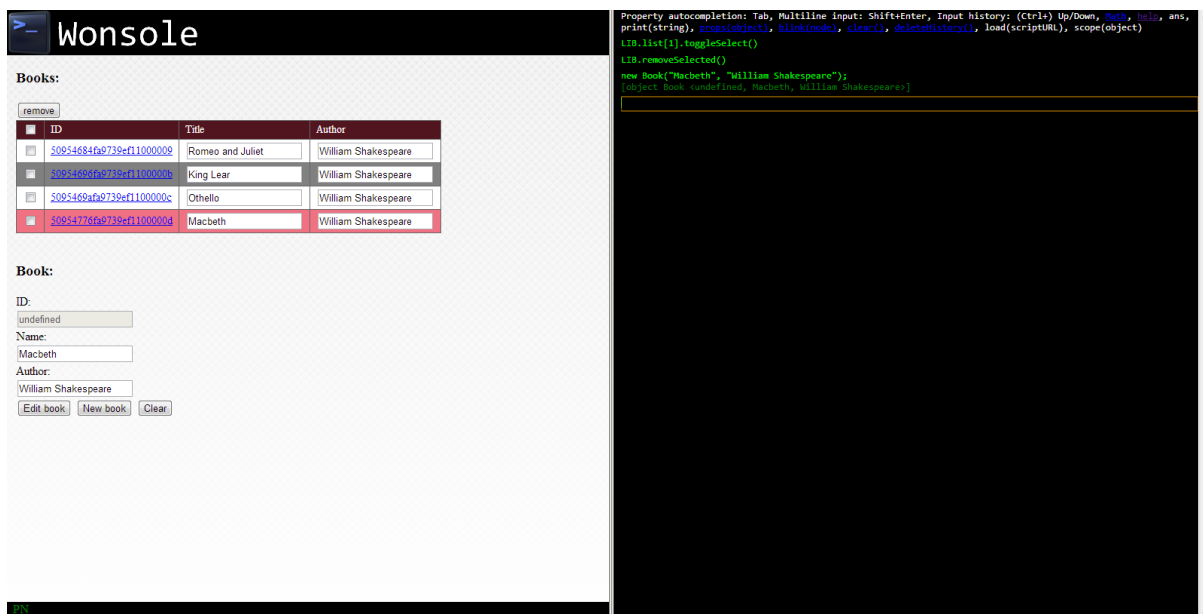 >_ Wonsole
Books:
remove
ID Title Author
50954684fa9739ef11000009 Romeo and Juliet William Shakespeare
50954696fa9739ef1100000b King Lear William Shakespeare
5095469afa9739ef1100000c Othello William Shakespeare
50954776fa9739ef1100000d Macbeth William Shakespeare
Book:
ID:
undefined
Name:
Macbeth
Author:
William Shakespeare
Edit book New book Clear
PN
Property autocompletion: Tab, Multiline input: Shift+Enter, Input history: (Ctrl+) Up/Down, Math, help, ans,
print(string), props(object), blink(node), clear(), deleteHistory(), load(scriptURL), scope(object)
LIB.list[1].toggleSelect()
LIB.removeSelected()
new Book("Macbeth", "William Shakespeare");
[object Book <undefined, Macbeth, William Shakespeare>]